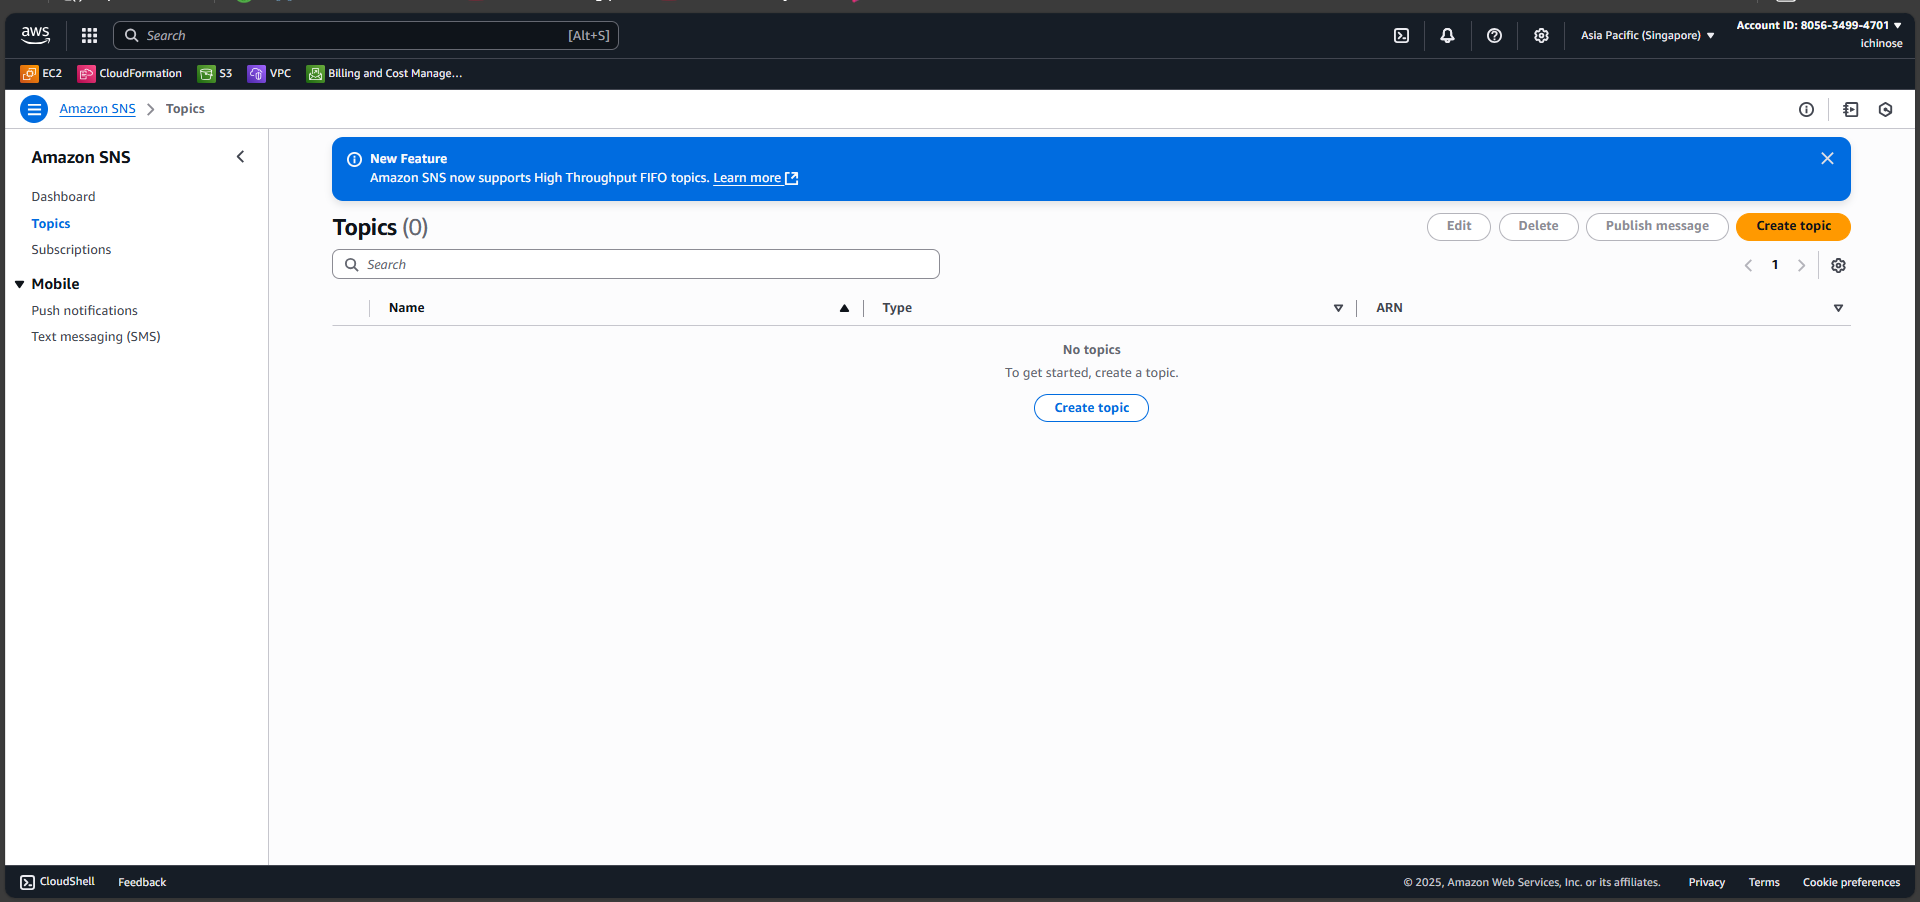 aws
Search [Alt+S]
Asia Pacific (Singapore)
Account ID: 8056-3499-4701
ichinose
EC2 CloudFormation S3 VPC Billing and Cost Manage...
Amazon SNS Topics
Amazon SNS
Dashboard
Topics
Subscriptions
Mobile
Push notifications
Text messaging (SMS)
New Feature
Amazon SNS now supports High Throughput FIFO topics. Learn more
Topics (0)
Edit Delete Publish message Create topic
Search
1
Name Type ARN
No topics
To get started, create a topic.
Create topic
CloudShell Feedback
© 2025, Amazon Web Services, Inc. or its affiliates. Privacy Terms Cookie preferences